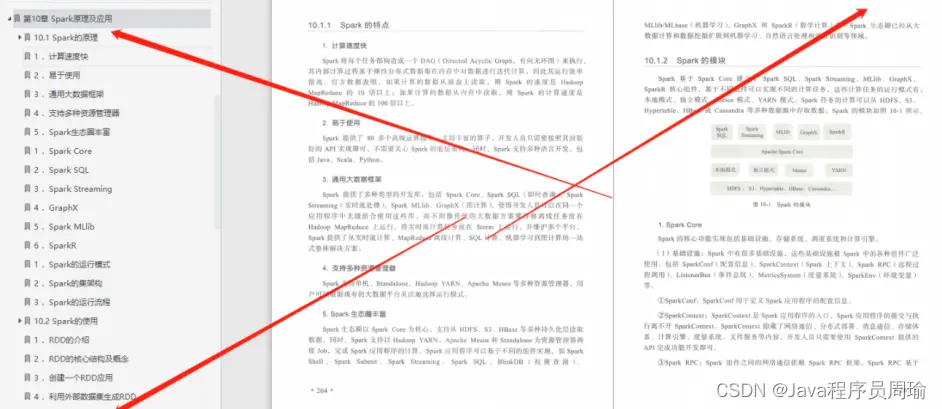 第10章 Spark原理及应用
10.1 Spark的原理
1 . 计算速度快
2 . 易于使用
3 . 通用大数据框架
4 . 支持多种资源管理器
5 . Spark生态圈丰富
1 . Spark Core
2 . Spark SQL
3 . Spark Streaming
4 . GraphX
5 . Spark MLlib
6 . SparkR
1 . Spark的运行模式
2 . Spark的集群架构
3 . Spark的运行流程
10.2 Spark的使用
1 . RDD的介绍
2 . RDD的核心结构及概念
3 . 创建一个RDD应用
4 . 利用外部数据集生成RDD
10.1.1 Spark 的特点
1. 计算速度快
Spark 将每个任务都构造成一个 DAG（Directed Acyclic Graph，有向无环图）来执行，
其内部计算过程基于弹性分布式数据集在内存中对数据进行迭代计算，因此其运行效率
很高。官方数据表明，如果计算的数据从磁盘上读取，则 Spark 的速度是 Hadoop
MapReduce 的 10 倍以上；如果计算的数据从内存中读取，则 Spark 的计算速度是
Hadoop MapReduce 的 100 倍以上。
2. 易于使用
Spark 提供了 80 多个高级运算
丰富的算子，开发人员只需要按照其封装好
的 API 实现即可，不需要关心 Spark 的底层架构
同时，Spark 支持多种语言开发，包
括 Java、Scala、Python。
3. 通用大数据框架
Spark 提供了多种类型的开发库，包括 Spark Core、Spark SQL（即时查询）、Spark
Streaming（实时流处理）、Spark MLlib、GraphX（图计算），使得开发人员可以在同一个
应用程序中无缝组合使用这些库，而不用像传统的大数据方案那样将离线任务放在
Hadoop MapReduce 上运行，将实时流计算任务放在 Storm 上运行，并维护多个平台。
Spark 提供了从实时流计算、MapReduce 离线计算、SQL 计算、机器学习到图计算的一站
式整体解决方案。
4. 支持多种资源管理器
Spark 支持单机、Standalone、Hadoop YARN、Apache Mesos 等多种资源管理器，用
户可以根据现有的大数据平台灵活地选择运行模式。
5. Spark 生态圈丰富
Spark 生态圈以 Spark Core 为核心，支持从 HDFS、S3、HBase 等多种持久化层读取
数据。同时，Spark 支持以 Hadoop YARN、Apache Mesos 和 Standalone 为资源管理器调
度 Job，完成 Spark 应用程序的计算。Spark 应用程序可以基于不同的组件实现，如 Spark
Shell、Spark Submit、Spark Streaming、Spark SQL、BlinkDB（权衡查询）、
• 264 •
MLlib/MLbase（机器学习）、GraphX 和 SparkR（数学计算）等。Spark 生态圈已经从大
数据计算和数据挖掘扩展到机器学习、自然语言处理和
识别等领域。
10.1.2 Spark 的模块
Spark 基于 Spark Core
Spark SQL、Spark Streaming、MLlib、GraphX、
SparkR 核心组件，基于不同组件可以实现不同的计算任务，这些计算任务的运行模式有：
本地模式、独立模式、Mesos 模式、YARN 模式。Spark 任务的计算可以从 HDFS、S3、
Hypertable、HBase 或 Cassandra 等多种数据源中存取数据。Spark 的模块如图 10-1 所示。
Spark SQL Spark Streaming MLlib GraphX SparkR
Apache Spark Core
本地模式 独立模式 Mesos YARN
HDFS、S3、Hypertable、HBase、Cassandra…
图 10-1 Spark 的模块
1. Spark Core
Spark 的核心功能实现包括基础设施、存储系统、调度系统和计算引擎。
（1）基础设施：Spark 中有很多基础设施，这些基础设施被 Spark 中的各种组件广泛
使用，包括 SparkConf（配置信息）、SparkContext（Spark 上下文）、Spark RPC（远程过
程调用）、ListenerBus（事件总线）、MetricsSystem（度量系统）、SparkEnv（环境变量）
等。
①SparkConf：SparkConf 用于定义 Spark 应用程序的配置信息。
②SparkContext：SparkContext 是 Spark 应用程序的入口，Spark 应用程序的提交与执
行离不开 SparkContext。SparkContext 隐藏了网络通信、分布式部署、消息通信、存储体
系、计算引擎、度量系统、文件服务等内容，开发人员只需要使用 SparkContext 提供的
API 完成功能开发即可。
③Spark RPC：Spark 组件之间的网络通信依赖 Spark RPC 框架。Spark RPC 基于
CSDN @Java程序员周瑜